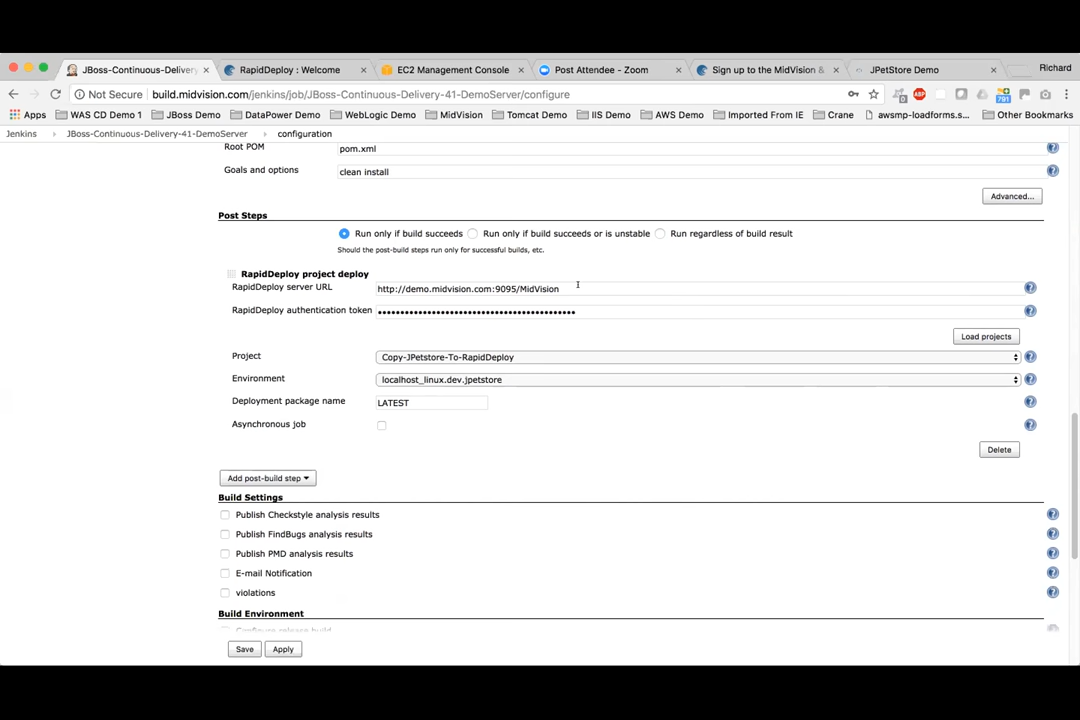 JBoss-Continuous-Delivery
RapidDeploy : Welcome
EC2 Management Console
Post Attendee - Zoom
Sign up to the MidVision &
JPetStore Demo
Richard
Not Secure build.midvision.com/jenkins/job/JBoss-Continuous-Delivery-41-DemoServer/configure
ABP
791
Apps WAS CD Demo 1 JBoss Demo DataPower Demo WebLogic Demo MidVision Tomcat Demo IIS Demo AWS Demo Imported From IE Crane awsmp-loadforms.s... Other Bookmarks
Jenkins JBoss-Continuous-Delivery-41-DemoServer configuration
Root POM pom.xml
Goals and options clean install
Advanced...
Post Steps
Run only if build succeeds Run only if build succeeds or is unstable Run regardless of build result
Should the post-build steps run only for successful builds, etc.
RapidDeploy project deploy
RapidDeploy server URL http://demo.midvision.com:9095/MidVision
RapidDeploy authentication token ••••••••••••••••••••••••••••••••••••••••••••
Load projects
Project Copy-JPetstore-To-RapidDeploy
Environment localhost_linux.dev.jpetstore
Deployment package name LATEST
Asynchronous job
Delete
Add post-build step
Build Settings
Publish Checkstyle analysis results
Publish FindBugs analysis results
Publish PMD analysis results
E-mail Notification
violations
Build Environment
Configure release build
Save Apply